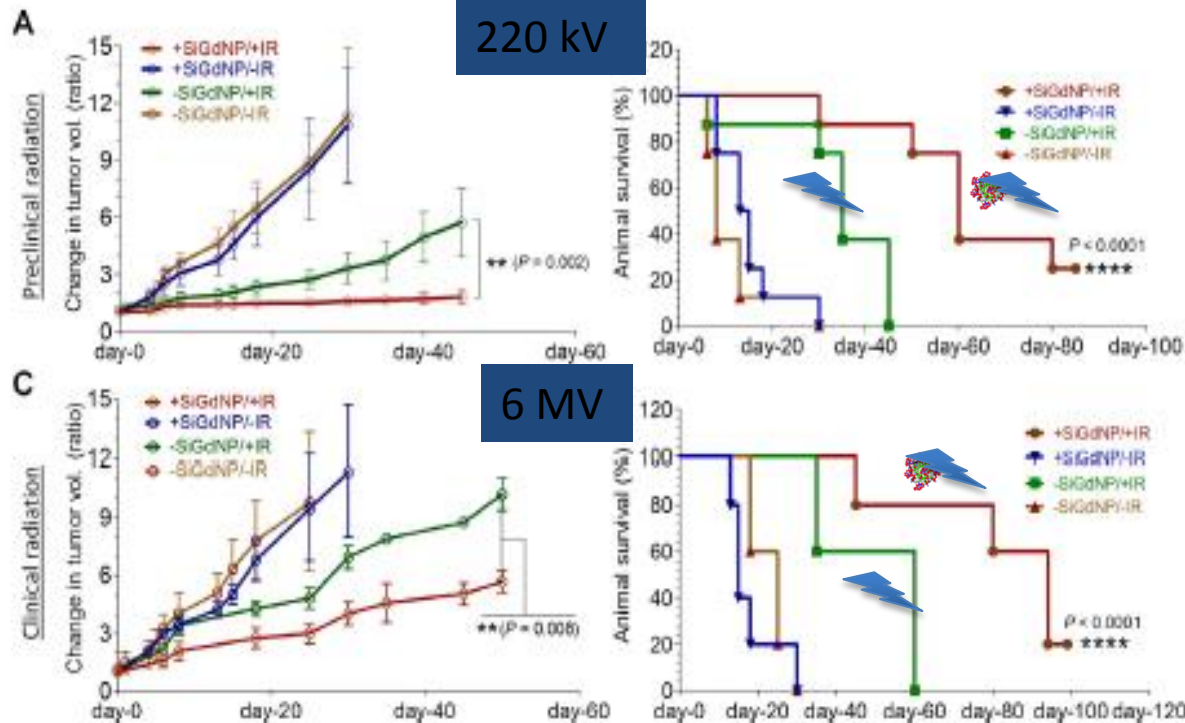 A
220 kV
Preclinical radiation
Change in tumor vol. (ratio)
15
12
9
6
3
0
+SiGdNP/+IR
+SiGdNP/-IR
-SiGdNP/+IR
-SiGdNP/-IR
** (P = 0.002)
day-0
day-20
day-40
day-60
Animal survival (%)
120
100
80
60
40
20
0
+SiGdNP/+IR
+SiGdNP/-IR
-SiGdNP/+IR
-SiGdNP/-IR
P < 0.0001
****
day-0
day-20
day-40
day-60
day-80
day-100
C
6 MV
Clinical radiation
Change in tumor vol. (ratio)
15
12
9
6
3
0
+SiGdNP/+IR
+SiGdNP/-IR
-SiGdNP/+IR
-SiGdNP/-IR
** (P = 0.008)
day-0
day-20
day-40
day-60
Animal survival (%)
120
100
80
60
40
20
0
+SiGdNP/+IR
+SiGdNP/-IR
-SiGdNP/+IR
-SiGdNP/-IR
P < 0.0001
****
day-0
day-20
day-40
day-60
day-80
day-100
day-120